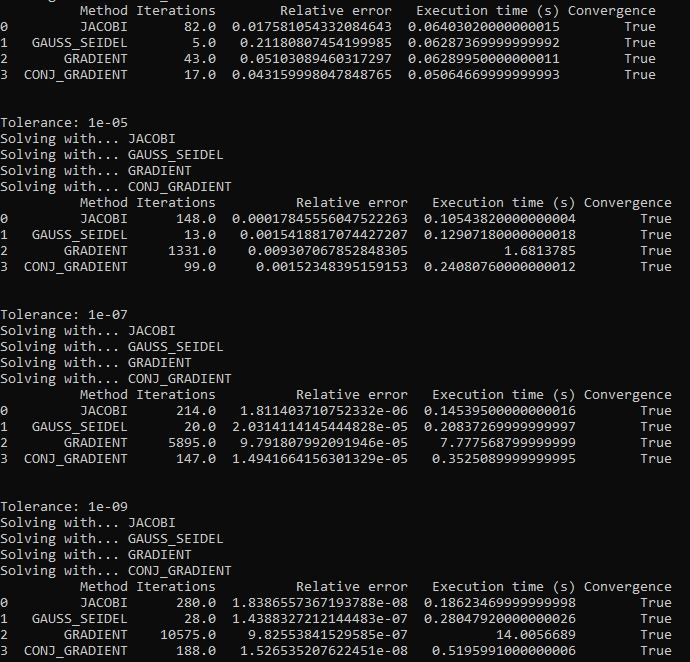 Method Iterations Relative error Execution time (s) Convergence
0 JACOBI 82.0 0.017581054332084643 0.06403020000000015 True
1 GAUSS_SEIDEL 5.0 0.21180807454199985 0.06287369999999992 True
2 GRADIENT 43.0 0.05103089460317297 0.06289950000000011 True
3 CONJ_GRADIENT 17.0 0.043159998047848765 0.05064669999999993 True
Tolerance: 1e-05
Solving with... JACOBI
Solving with... GAUSS_SEIDEL
Solving with... GRADIENT
Solving with... CONJ_GRADIENT
Method Iterations Relative error Execution time (s) Convergence
0 JACOBI 148.0 0.00017845556047522263 0.10543820000000004 True
1 GAUSS_SEIDEL 13.0 0.0015418817074427207 0.12907180000000018 True
2 GRADIENT 1331.0 0.009307067852848305 1.6813785 True
3 CONJ_GRADIENT 99.0 0.00152348395159153 0.24080760000000012 True
Tolerance: 1e-07
Solving with... JACOBI
Solving with... GAUSS_SEIDEL
Solving with... GRADIENT
Solving with... CONJ_GRADIENT
Method Iterations Relative error Execution time (s) Convergence
0 JACOBI 214.0 1.811403710752332e-06 0.14539500000000016 True
1 GAUSS_SEIDEL 20.0 2.0314114145444828e-05 0.20837269999999997 True
2 GRADIENT 5895.0 9.791807992091946e-05 7.777568799999999 True
3 CONJ_GRADIENT 147.0 1.4941664156301329e-05 0.3525089999999995 True
Tolerance: 1e-09
Solving with... JACOBI
Solving with... GAUSS_SEIDEL
Solving with... GRADIENT
Solving with... CONJ_GRADIENT
Method Iterations Relative error Execution time (s) Convergence
0 JACOBI 280.0 1.8386557367193788e-08 0.18623469999999998 True
1 GAUSS_SEIDEL 28.0 1.4388327212144483e-07 0.28047920000000026 True
2 GRADIENT 10575.0 9.82553841529585e-07 14.0056689 True
3 CONJ_GRADIENT 188.0 1.526535207622451e-08 0.5195991000000006 True